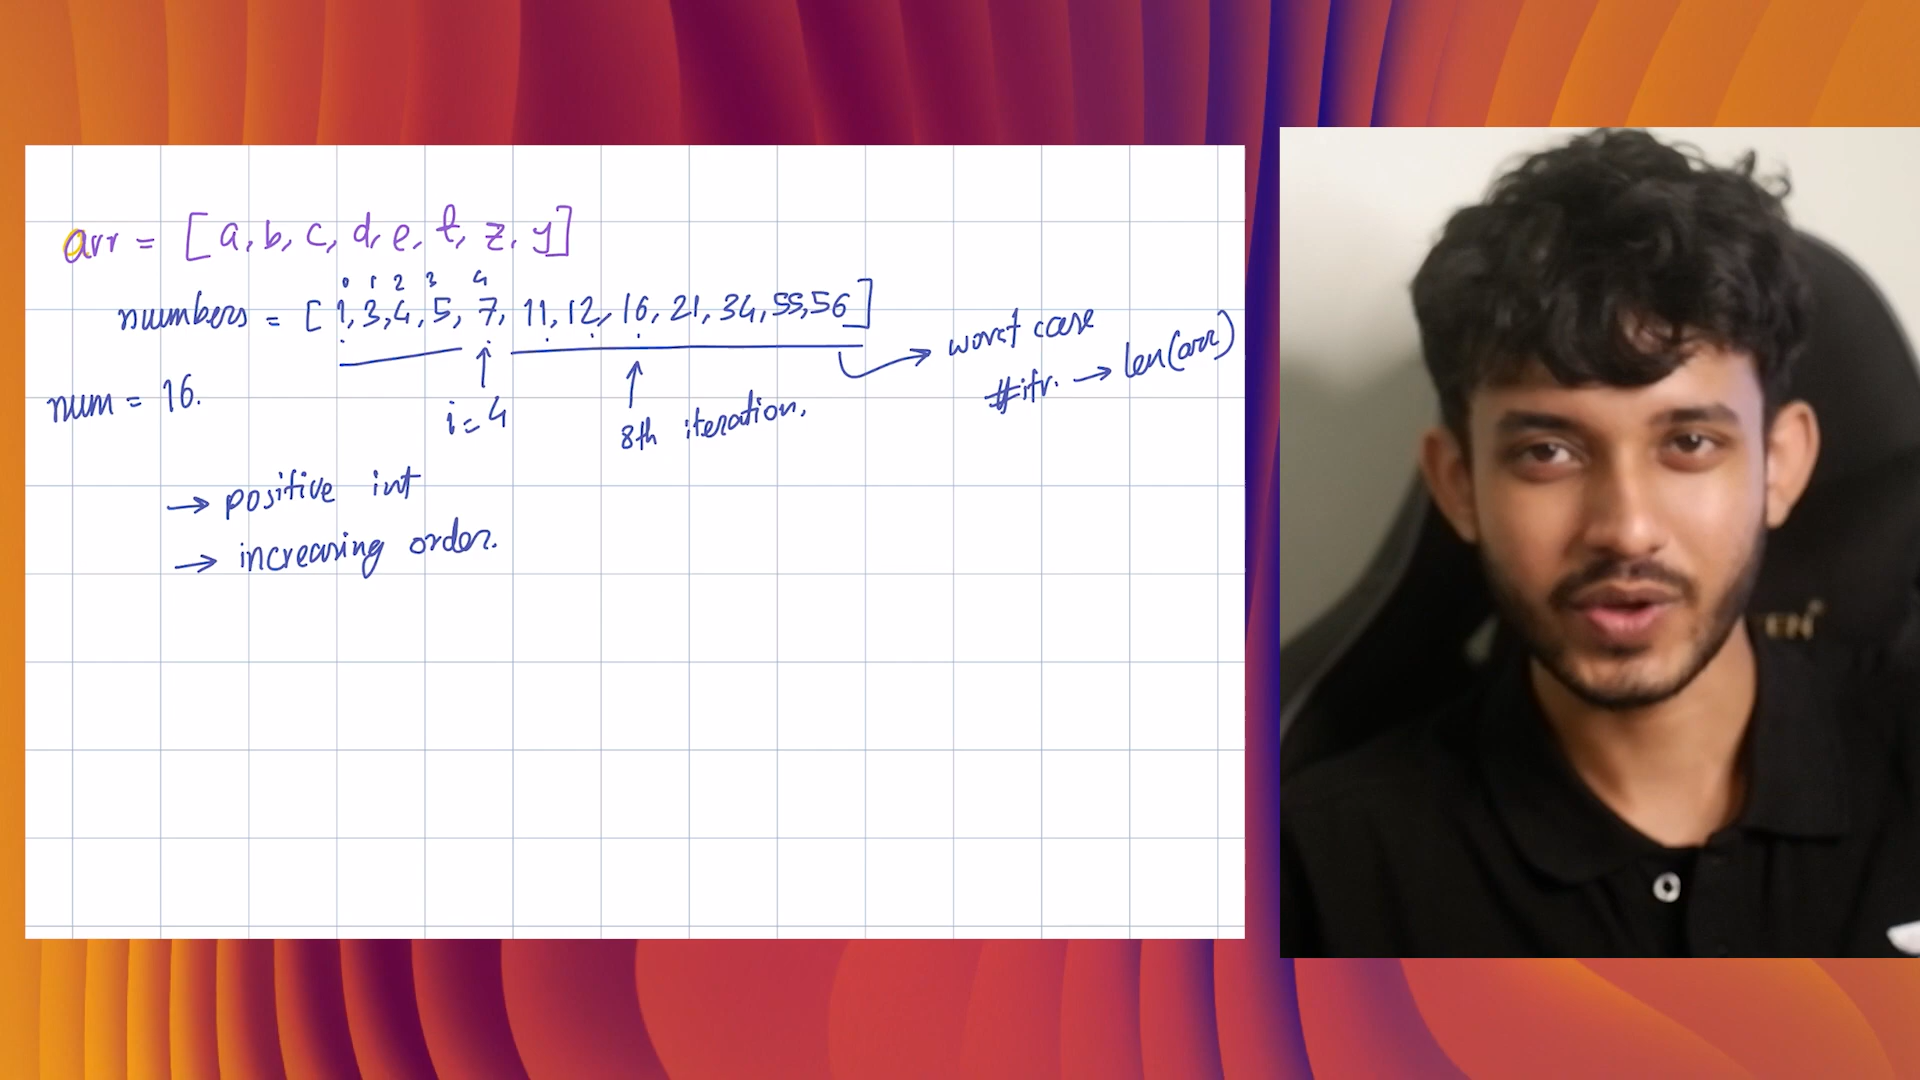 arr = [a, b, c, d, e, f, z, y]
0 1 2 3 4
numbers = [1, 3, 4, 5, 7, 11, 12, 16, 21, 34, 55, 56]
worst case
#itr. → len(arr)
num = 16.
i = 4
8th iteration.
→ positive int
→ increasing order.